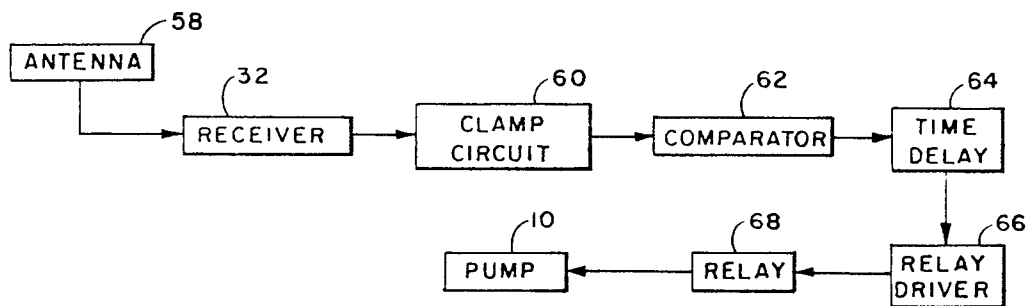 58
ANTENNA
32
RECEIVER
60
CLAMP
CIRCUIT
62
COMPARATOR
64
TIME
DELAY
10
PUMP
68
RELAY
66
RELAY
DRIVER